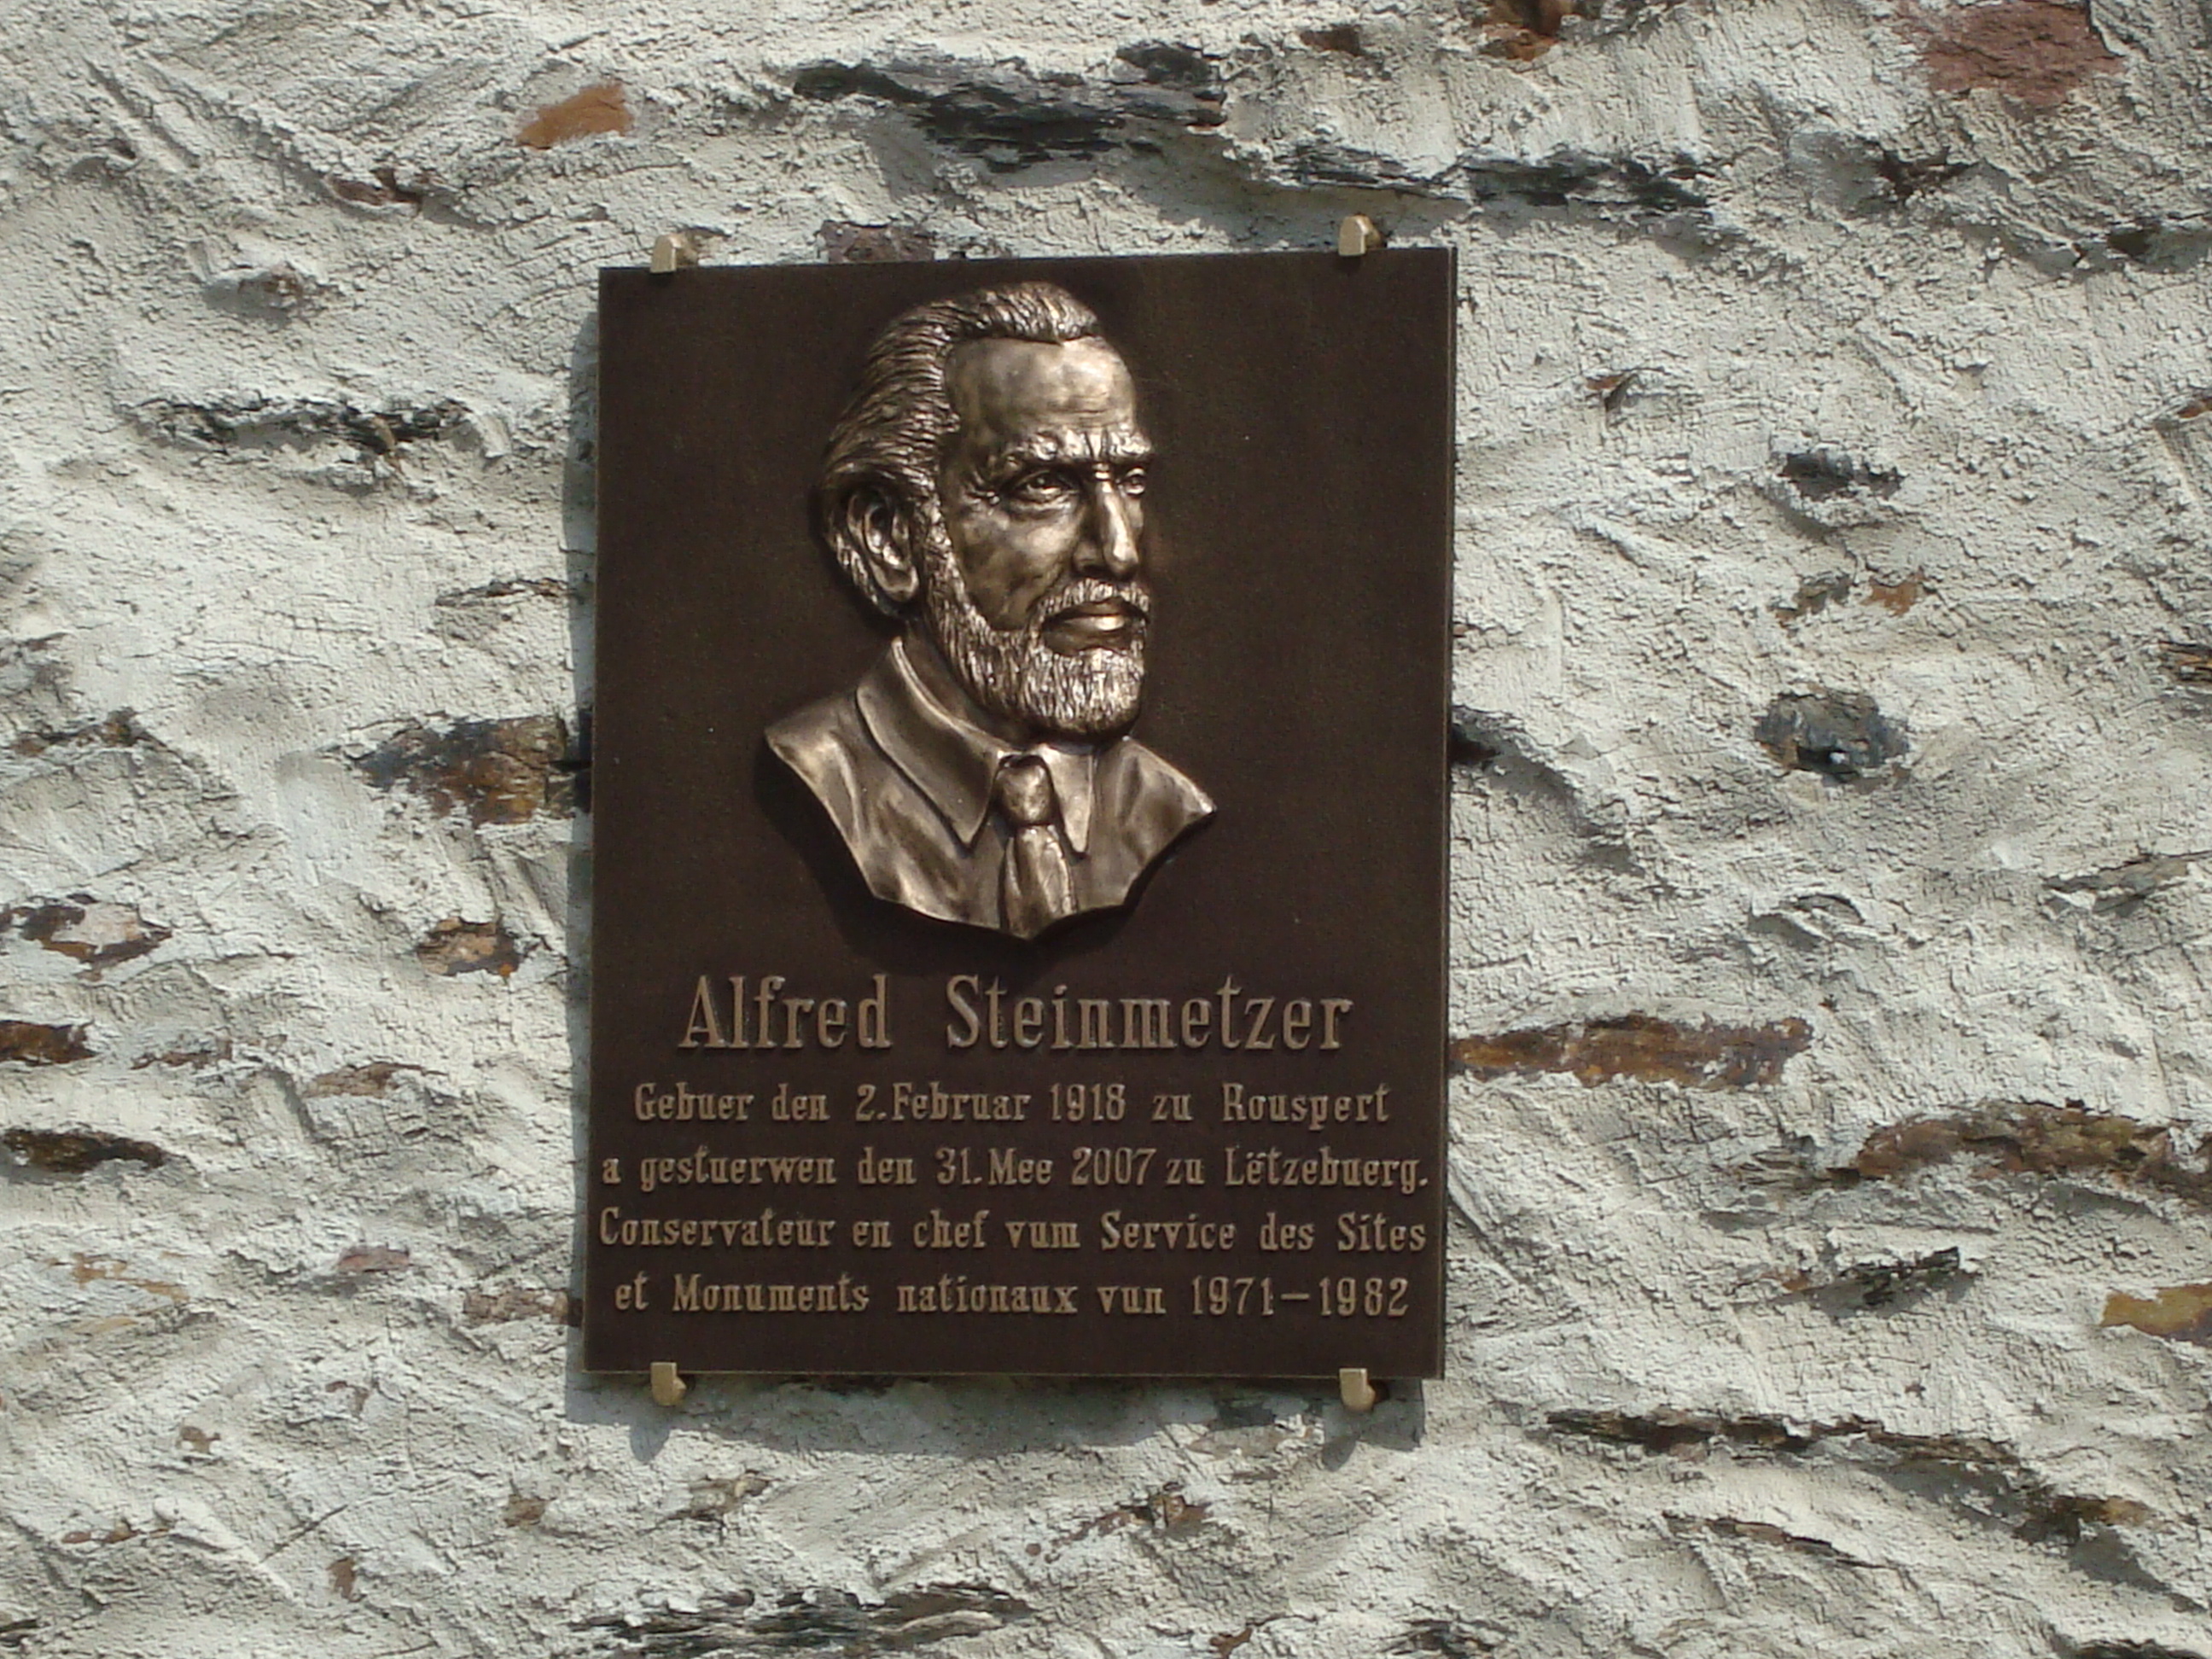 Alfred Steinmetzer
Gebuer den 2. Februar 1918 zu Rouspert
a gestuerwen den 31. Mee 2007 zu Lëtzebuerg.
Conservateur en chef vum Service des Sites
et Monuments nationaux vun 1971-1982